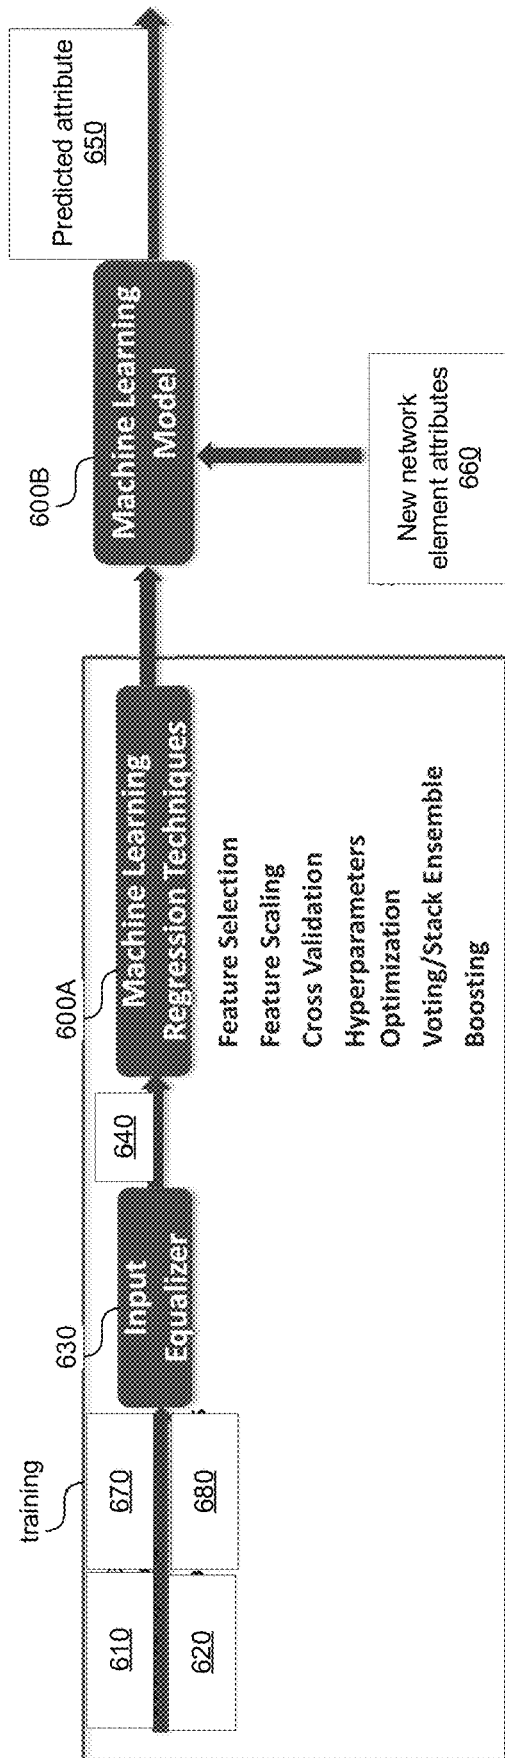 training
610
670
620
680
630
Input
Equalizer
640
600A
Machine Learning
Regression Techniques
Feature Selection
Feature Scaling
Cross Validation
Hyperparameters
Optimization
Voting/Stack Ensemble
Boosting
600B
Machine Learning
Model
New network
element attributes
660
Predicted attribute
650